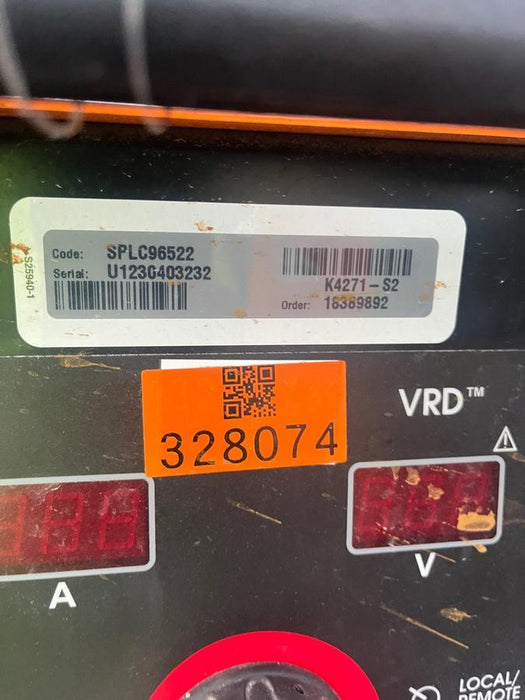 S25940-1
Code: SPLC96522
Serial: U1230403232
K4271-S2
Order: 16369892
328074
VRD™
A
V
LOCAL/
REMOTE